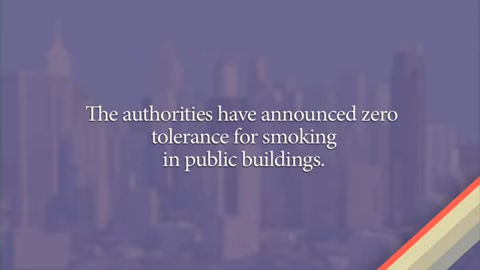 The authorities have announced zero
tolerance for smoking
in public buildings.